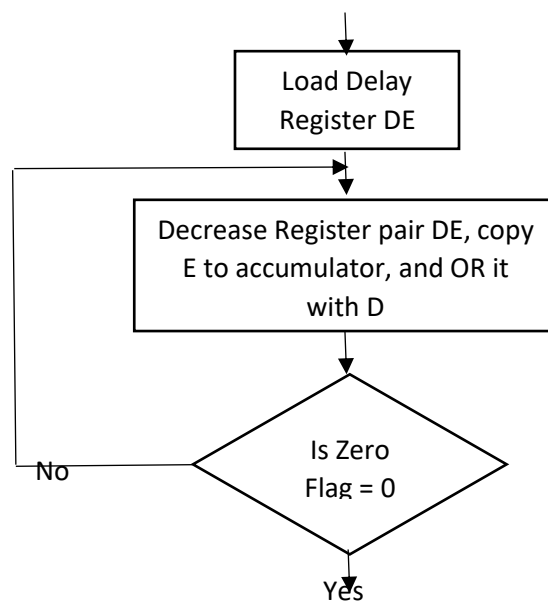 Load Delay
Register DE
Decrease Register pair DE, copy
E to accumulator, and OR it
with D
Is Zero
Flag = 0
No
Yes